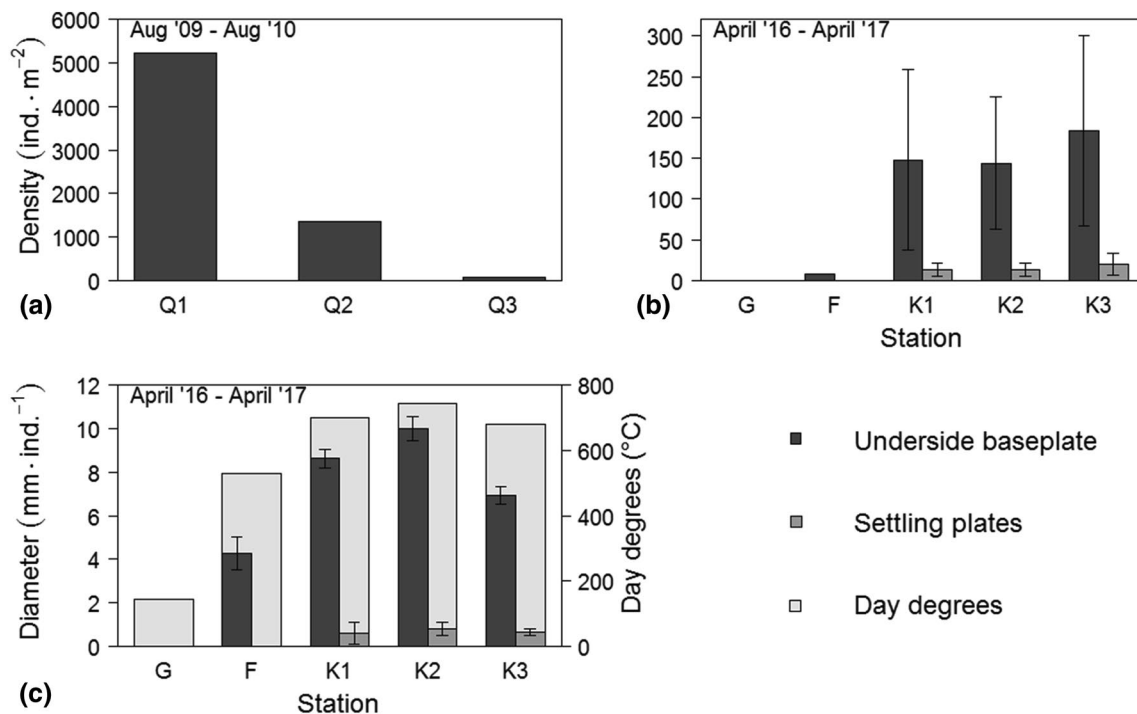 Aug '09 - Aug '10
6000
5000
4000
3000
2000
1000
0
Density (ind. · m⁻²)
Q1 Q2 Q3
(a)
April '16 - April '17
300
250
200
150
100
50
0
G F K1 K2 K3
Station
(b)
April '16 - April '17
12
10
8
6
4
2
0
Diameter (mm · ind.⁻¹)
800
600
400
200
0
Day degrees (°C)
G F K1 K2 K3
Station
(c)
Underside baseplate
Settling plates
Day degrees